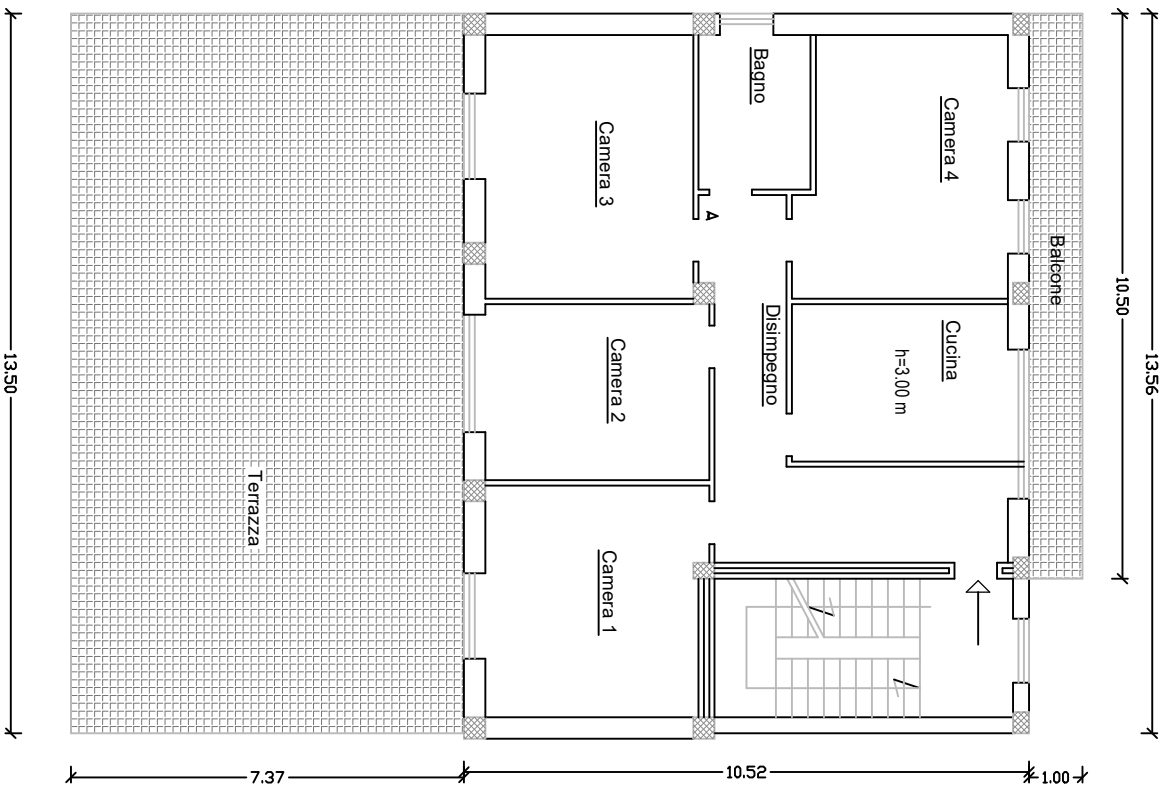 Bagno
Camera 4
Camera 3
A
Balcone
Disimpegno
Cucina
h=3.00 m
Camera 2
Terrazza
Camera 1
13.50
10.50
13.56
7.37
10.52
1.00